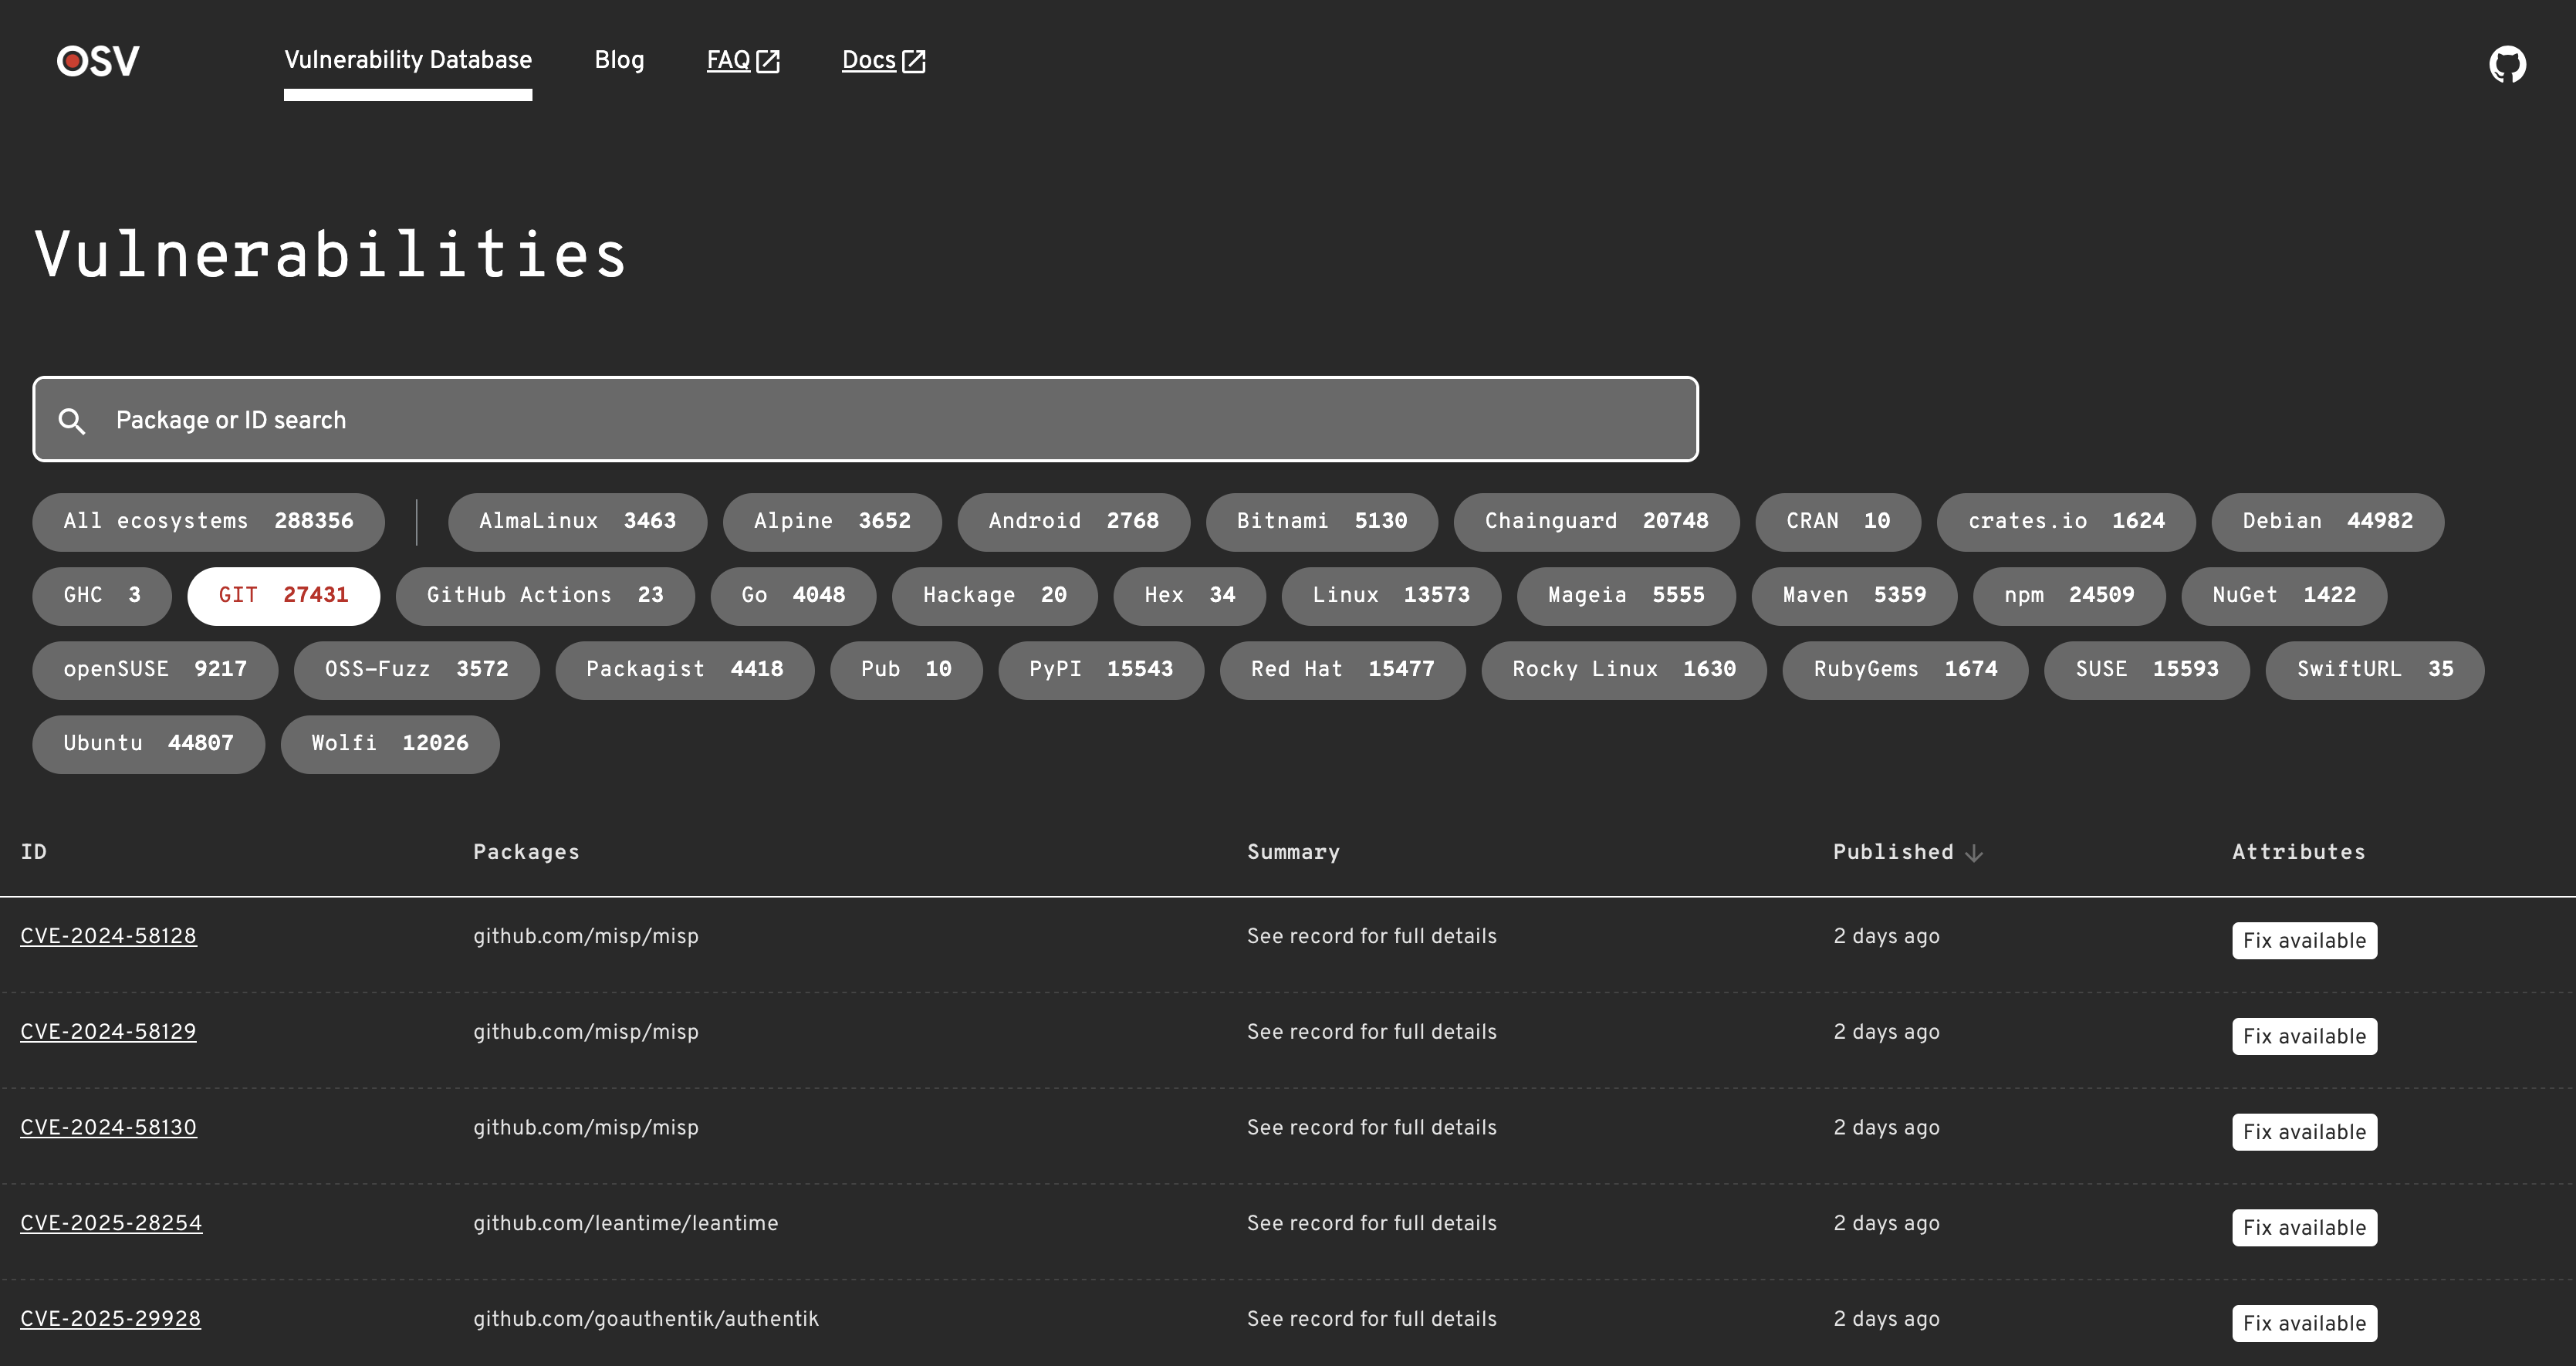 OSV Vulnerability Database Blog FAQ Docs
Vulnerabilities
Package or ID search
All ecosystems 288356 AlmaLinux 3463 Alpine 3652 Android 2768 Bitnami 5130 Chainguard 20748 CRAN 10 crates.io 1624 Debian 44982
GHC 3 GIT 27431 GitHub Actions 23 Go 4048 Hackage 20 Hex 34 Linux 13573 Mageia 5555 Maven 5359 npm 24509 NuGet 1422
openSUSE 9217 OSS-Fuzz 3572 Packagist 4418 Pub 10 PyPI 15543 Red Hat 15477 Rocky Linux 1630 RubyGems 1674 SUSE 15593 SwiftURL 35
Ubuntu 44807 Wolfi 12026
ID Packages Summary Published Attributes
CVE-2024-58128 github.com/misp/misp See record for full details 2 days ago Fix available
CVE-2024-58129 github.com/misp/misp See record for full details 2 days ago Fix available
CVE-2024-58130 github.com/misp/misp See record for full details 2 days ago Fix available
CVE-2025-28254 github.com/leantime/leantime See record for full details 2 days ago Fix available
CVE-2025-29928 github.com/goauthentik/authentik See record for full details 2 days ago Fix available